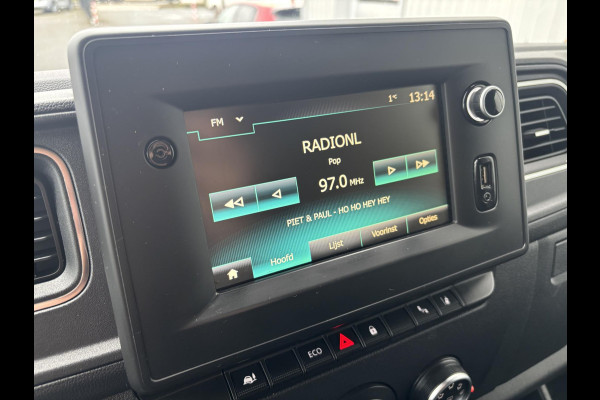 FM
1<
13:14
RADIONL
Pop
97.0 MHz
PIET & PAUL - HO HO HEY HEY
Hoofd
Lijst
Voorinst
Opties
ECO